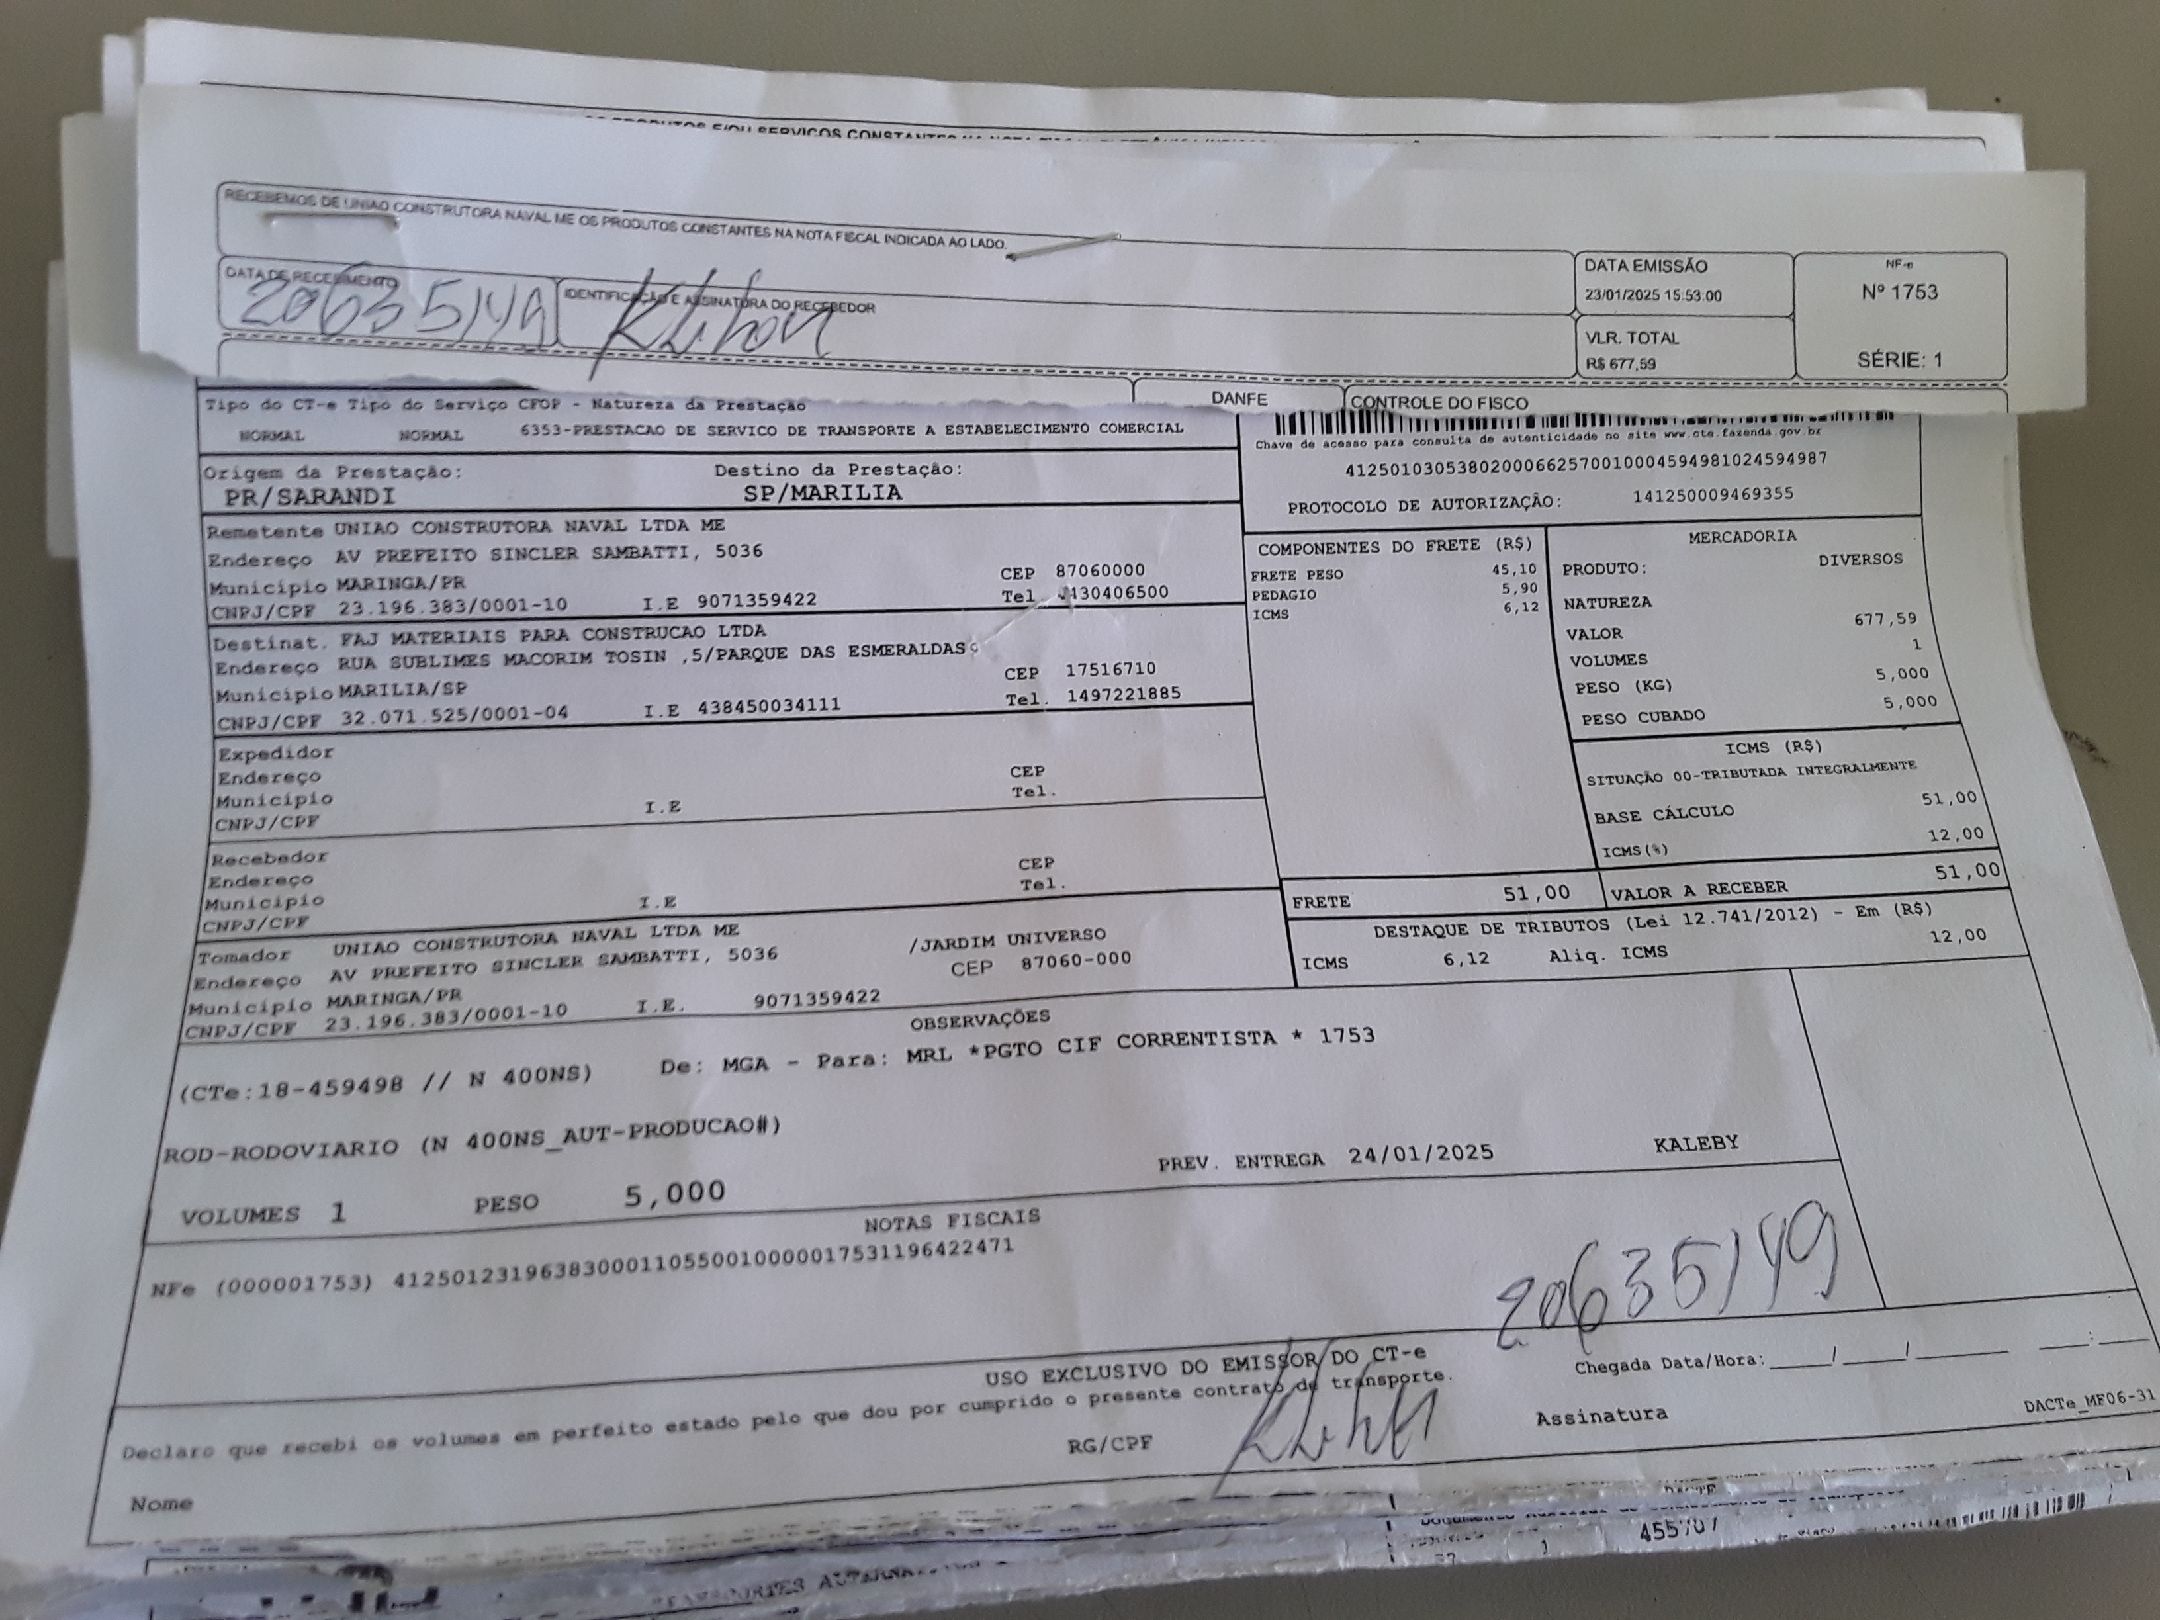 RECEBEMOS DE UNIAO CONSTRUTORA NAVAL ME OS PRODUTOS CONSTANTES NA NOTA FISCAL INDICADA AO LADO.
DATA DE RECEBIMENTO
20635149
IDENTIFICAÇÃO E ASSINATURA DO RECEBEDOR
DATA EMISSÃO
23/01/2025 15:53:00
VLR. TOTAL
R$ 677,59
NF-e
Nº 1753
SÉRIE: 1
DANFE
CONTROLE DO FISCO
Tipo do CT-e Tipo do Serviço CFOP - Natureza da Prestação
NORMAL NORMAL 6353-PRESTACAO DE SERVICO DE TRANSPORTE A ESTABELECIMENTO COMERCIAL
Chave de acesso para consulta de autenticidade no site www.cte.fazenda.gov.br
41250103053802000662570010004594981024594987
PROTOCOLO DE AUTORIZAÇÃO: 141250009469355
Origem da Prestação: Destino da Prestação:
PR/SARANDI SP/MARILIA
Remetente UNIAO CONSTRUTORA NAVAL LTDA ME
Endereço AV PREFEITO SINCLER SAMBATTI, 5036
Município MARINGA/PR CEP 87060000
CNPJ/CPF 23.196.383/0001-10 I.E 9071359422 Tel 430406500
Destinat. FAJ MATERIAIS PARA CONSTRUCAO LTDA
Endereço RUA SUBLIMES MACORIM TOSIN ,5/PARQUE DAS ESMERALDAS
Município MARILIA/SP CEP 17516710
CNPJ/CPF 32.071.525/0001-04 I.E 438450034111 Tel. 1497221885
Expedidor
Endereço CEP
Município Tel.
CNPJ/CPF I.E
Recebedor
Endereço CEP
Município Tel.
CNPJ/CPF I.E
Tomador UNIAO CONSTRUTORA NAVAL LTDA ME
Endereço AV PREFEITO SINCLER SAMBATTI, 5036 /JARDIM UNIVERSO
Município MARINGA/PR CEP 87060-000
CNPJ/CPF 23.196.383/0001-10 I.E. 9071359422
COMPONENTES DO FRETE (R$)
FRETE PESO 45,10
PEDAGIO 5,90
ICMS 6,12
MERCADORIA
PRODUTO: DIVERSOS
NATUREZA
VALOR 677,59
VOLUMES 1
PESO (KG) 5,000
PESO CUBADO 5,000
ICMS (R$)
SITUAÇÃO 00-TRIBUTADA INTEGRALMENTE
BASE CÁLCULO 51,00
ICMS(%) 12,00
FRETE 51,00 VALOR A RECEBER 51,00
DESTAQUE DE TRIBUTOS (Lei 12.741/2012) - Em (R$)
ICMS 6,12 Aliq. ICMS 12,00
OBSERVAÇÕES
(CTe:18-459498 // N 400NS) De: MGA - Para: MRL *PGTO CIF CORRENTISTA * 1753
ROD-RODOVIARIO (N 400NS_AUT-PRODUCAO#)
PREV. ENTREGA 24/01/2025 KALEBY
VOLUMES 1 PESO 5,000
NOTAS FISCAIS
NFe (000001753) 41250123196383000110550010000017531196422471
20635149
USO EXCLUSIVO DO EMISSOR DO CT-e
Declaro que recebi os volumes em perfeito estado pelo que dou por cumprido o presente contrato de transporte.
Chegada Data/Hora:____/____/______ ___:___
Nome RG/CPF Assinatura
DACTe_MF06-31
DACTE